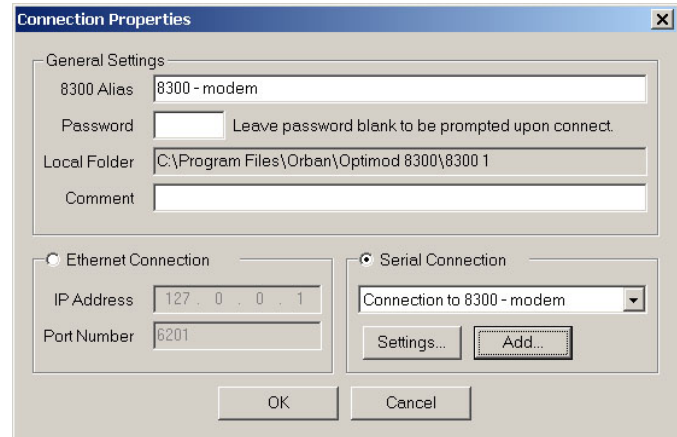 Connection Properties
General Settings
8300 Alias 8300 - modem
Password Leave password blank to be prompted upon connect.
Local Folder C:\Program Files\Orban\Optimod 8300\8300 1
Comment
Ethernet Connection
IP Address 127 . 0 . 0 . 1
Port Number 6201
Serial Connection
Connection to 8300 - modem
Settings... Add...
OK Cancel